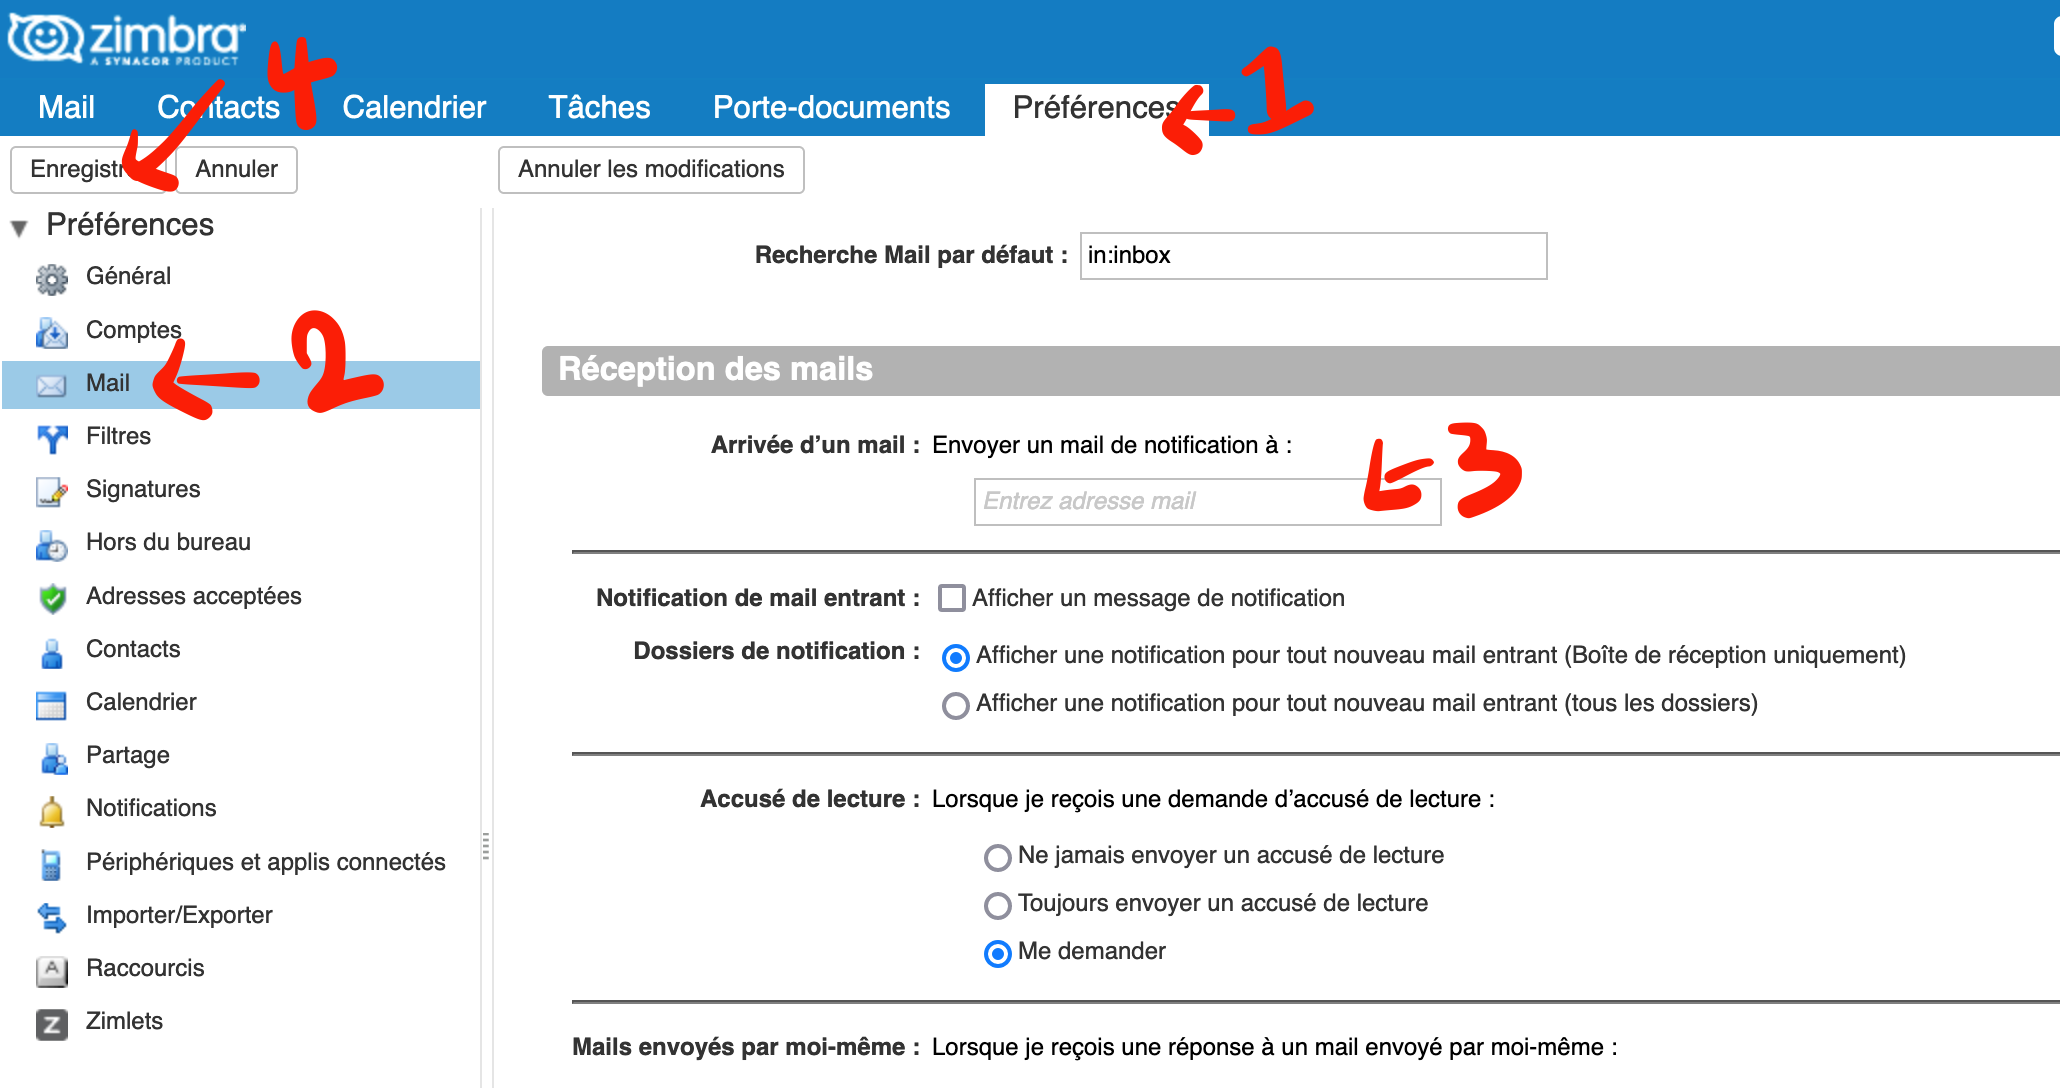 zimbra
A SYNACOR PRODUCT
4
1
Mail Contacts Calendrier Tâches Porte-documents Préférences
Enregistr Annuler Annuler les modifications
Préférences
Général
Comptes
Mail
2
Filtres
Signatures
Hors du bureau
Adresses acceptées
Contacts
Calendrier
Partage
Notifications
Périphériques et applis connectés
Importer/Exporter
Raccourcis
Zimlets
Recherche Mail par défaut : in:inbox
Réception des mails
Arrivée d'un mail : Envoyer un mail de notification à :
Entrez adresse mail
3
Notification de mail entrant : Afficher un message de notification
Dossiers de notification : Afficher une notification pour tout nouveau mail entrant (Boîte de réception uniquement)
Afficher une notification pour tout nouveau mail entrant (tous les dossiers)
Accusé de lecture : Lorsque je reçois une demande d'accusé de lecture :
Ne jamais envoyer un accusé de lecture
Toujours envoyer un accusé de lecture
Me demander
Mails envoyés par moi-même : Lorsque je reçois une réponse à un mail envoyé par moi-même :